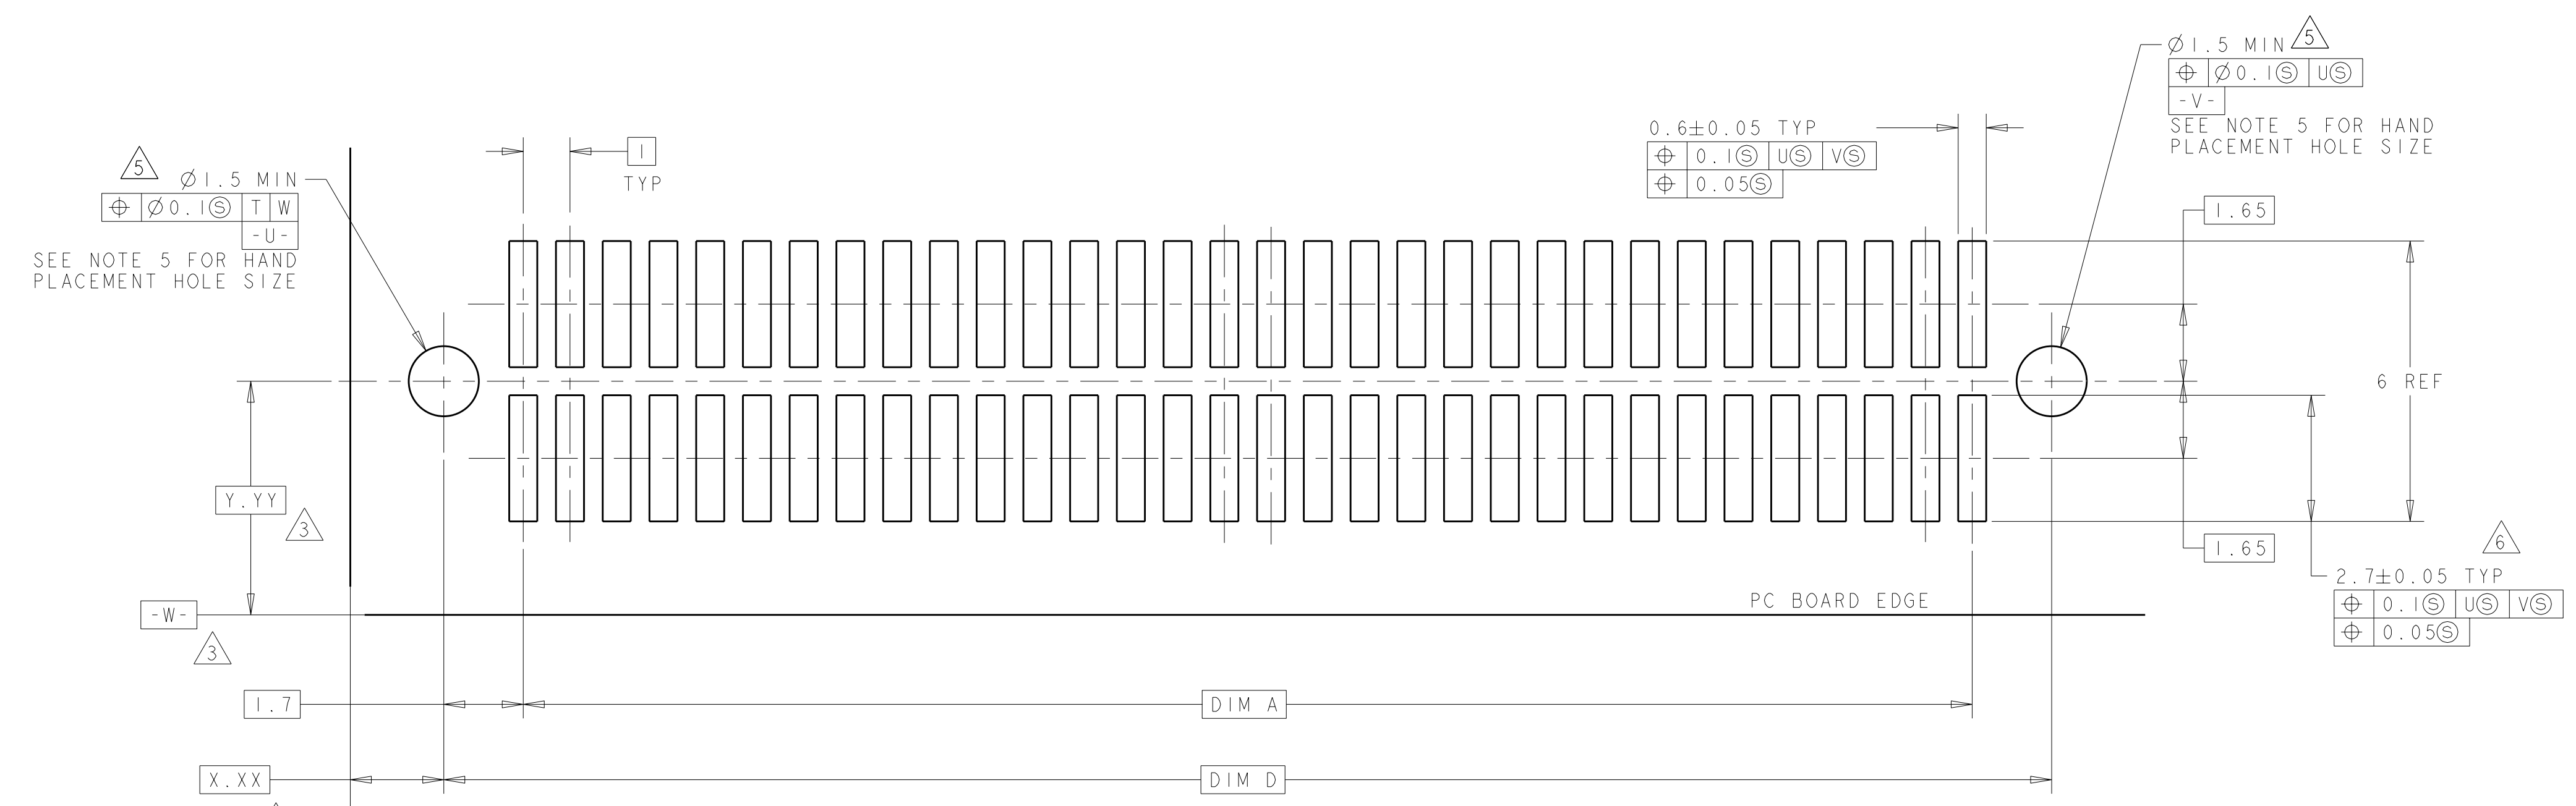 5
Ø1.5 MIN
⌖ Ø0.1Ⓢ T W
-U-
SEE NOTE 5 FOR HAND
PLACEMENT HOLE SIZE
1
TYP
0.6±0.05 TYP
⌖ 0.1Ⓢ UⓈ VⓈ
⌖ 0.05Ⓢ
Ø1.5 MIN 5
⌖ Ø0.1Ⓢ UⓈ
-V-
SEE NOTE 5 FOR HAND
PLACEMENT HOLE SIZE
1.65
6 REF
1.65
6
2.7±0.05 TYP
⌖ 0.1Ⓢ UⓈ VⓈ
⌖ 0.05Ⓢ
Y.YY
3
-W-
3
PC BOARD EDGE
1.7
DIM A
X.XX
DIM D